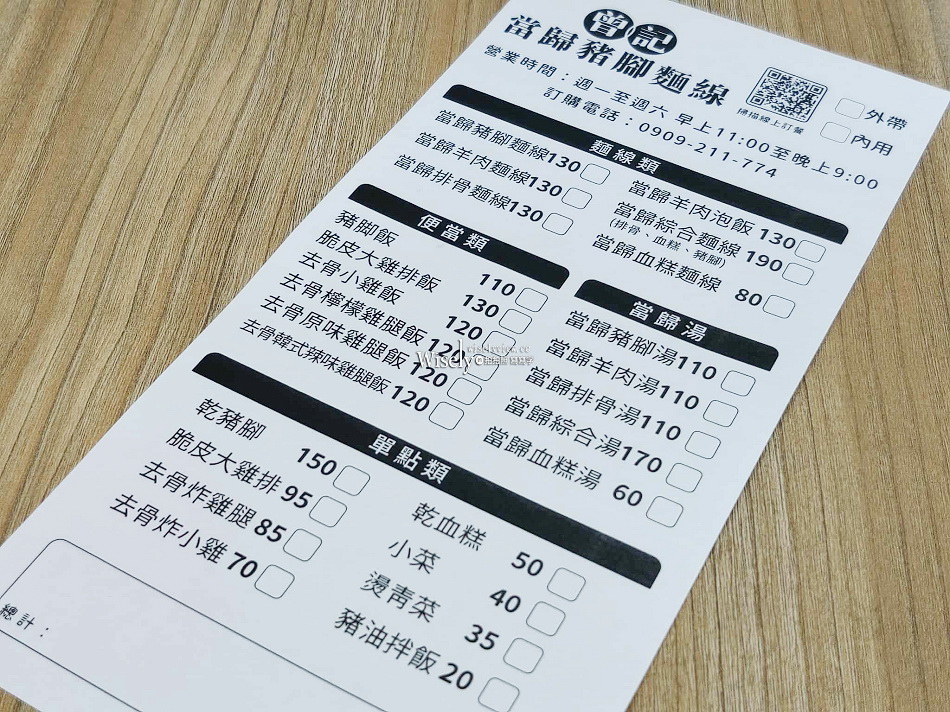 曾記
當歸豬腳麵線
營業時間：週一至週六 早上11:00至晚上9:00
訂購電話：0909-211-774
掃描線上訂餐
外帶
內用
麵線類
當歸豬腳麵線130
當歸羊肉麵線130
當歸排骨麵線130
當歸羊肉泡飯 130
當歸綜合麵線 190
(排骨、血糕、豬腳)
當歸血糕麵線 80
便當類
豬腳飯 110
脆皮大雞排飯 130
去骨小雞飯 120
去骨檸檬雞腿飯 120
去骨原味雞腿飯 120
去骨韓式辣味雞腿飯 120
當歸湯
當歸豬腳湯110
當歸羊肉湯110
當歸排骨湯110
當歸綜合湯170
當歸血糕湯 60
單點類
乾豬腳 150
脆皮大雞排 95
去骨炸雞腿 85
去骨炸小雞 70
乾血糕 50
小菜 40
燙青菜 35
豬油拌飯 20
總計：
Wisely